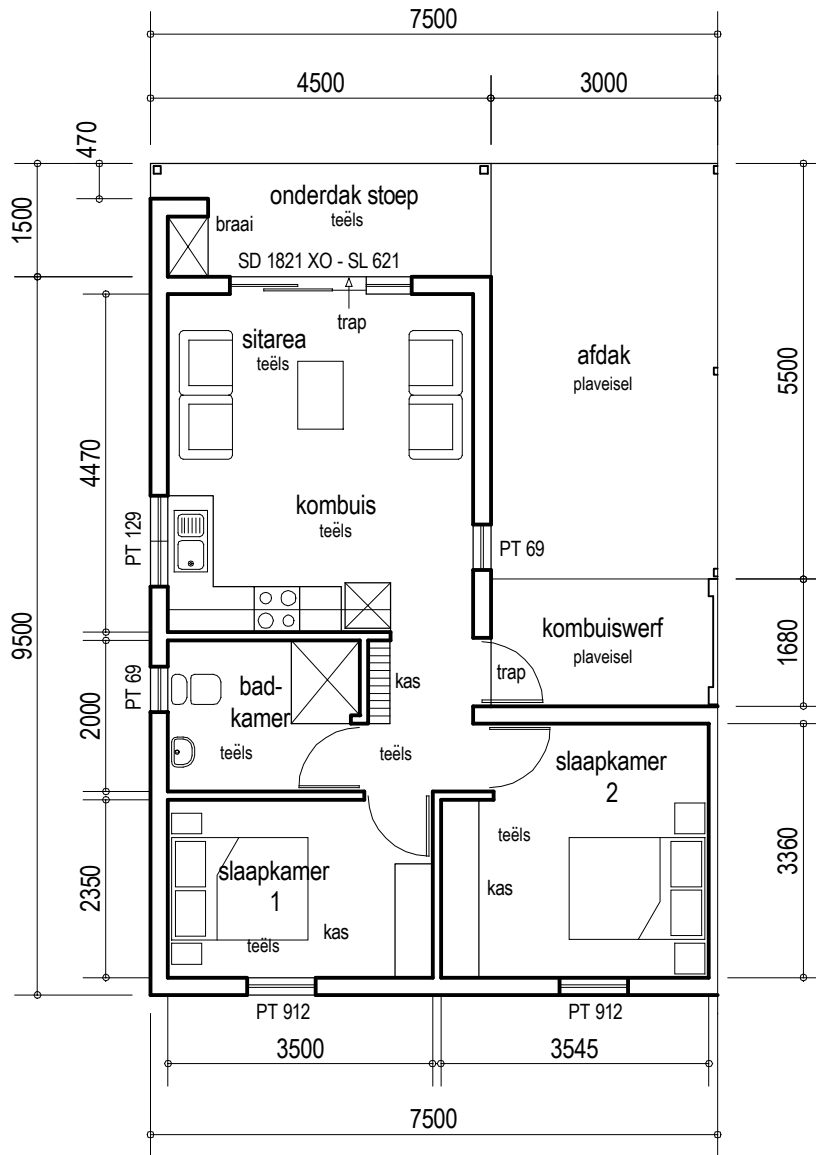 7500
4500
3000
470
1500
onderdak stoep
teëls
braai
SD 1821 XO - SL 621
trap
sitarea
teëls
afdak
plaveisel
5500
4470
kombuis
teëls
PT 129
PT 69
9500
kombuiswerf
plaveisel
1680
trap
kas
PT 69
2000
bad-
kamer
teëls
teëls
slaapkamer
2
teëls
kas
3360
2350
slaapkamer
1
teëls
kas
PT 912
PT 912
3500
3545
7500